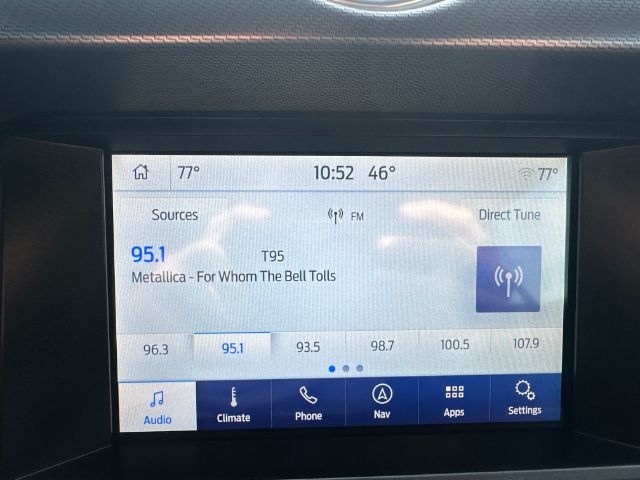 77° 10:52 46° 77°
Sources FM Direct Tune
95.1 T95
Metallica - For Whom The Bell Tolls
96.3 95.1 93.5 98.7 100.5 107.9
Audio Climate Phone Nav Apps Settings